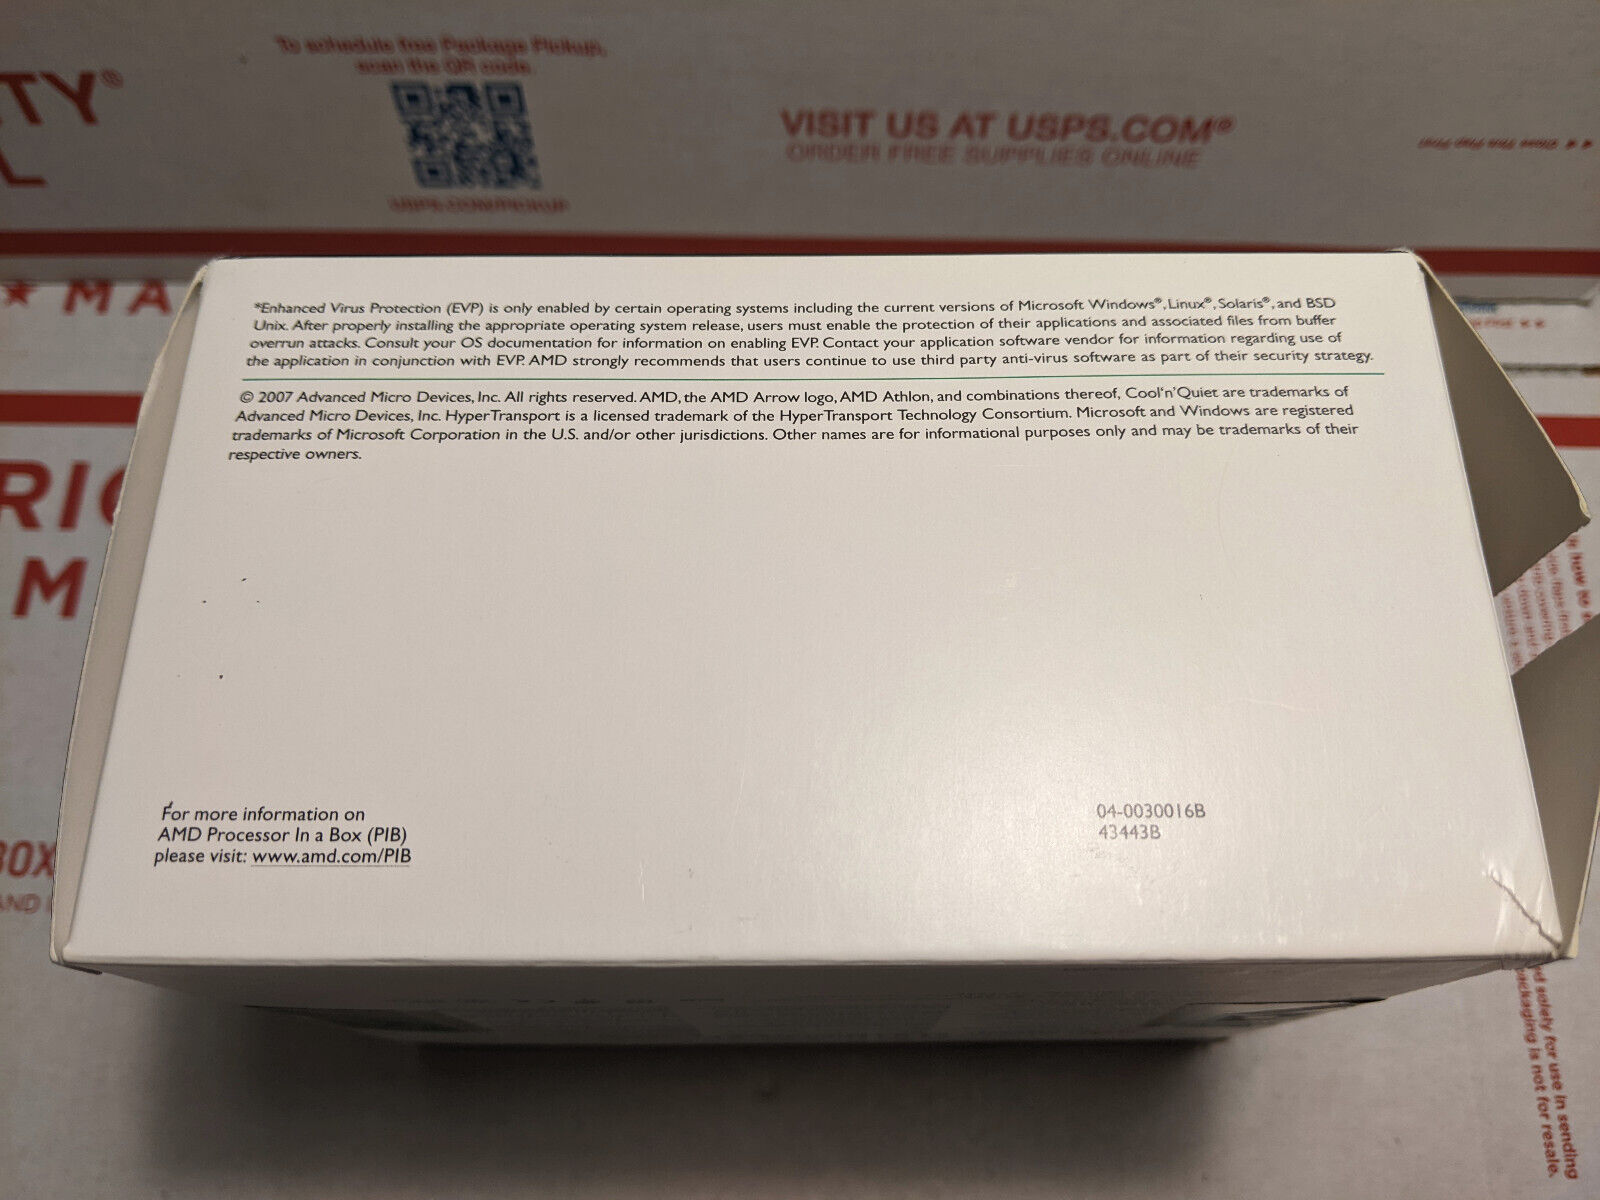 TY®
L
To schedule free Package Pickup,
scan the QR code.
USPS.COM/PICKUP
VISIT US AT USPS.COM®
ORDER FREE SUPPLIES ONLINE
★ MA
RIO
M
BOX
AND
*Enhanced Virus Protection (EVP) is only enabled by certain operating systems including the current versions of Microsoft Windows®, Linux®, Solaris®, and BSD
Unix. After properly installing the appropriate operating system release, users must enable the protection of their applications and associated files from buffer
overrun attacks. Consult your OS documentation for information on enabling EVP. Contact your application software vendor for information regarding use of
the application in conjunction with EVP. AMD strongly recommends that users continue to use third party anti-virus software as part of their security strategy.
© 2007 Advanced Micro Devices, Inc. All rights reserved. AMD, the AMD Arrow logo, AMD Athlon, and combinations thereof, Cool'n'Quiet are trademarks of
Advanced Micro Devices, Inc. HyperTransport is a licensed trademark of the HyperTransport Technology Consortium. Microsoft and Windows are registered
trademarks of Microsoft Corporation in the U.S. and/or other jurisdictions. Other names are for informational purposes only and may be trademarks of their
respective owners.
For more information on
AMD Processor In a Box (PIB)
please visit: www.amd.com/PIB
04-0030016B
43443B
solely for use in sending
packaging is not for resale.